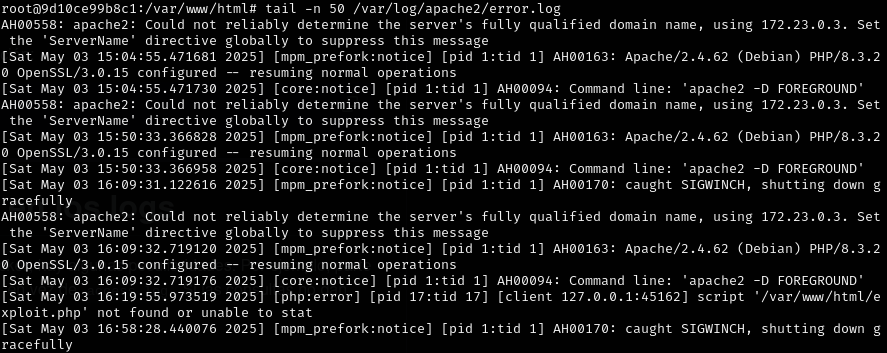 root@9d10ce99b8c1:/var/www/html# tail -n 50 /var/log/apache2/error.log
AH00558: apache2: Could not reliably determine the server's fully qualified domain name, using 172.23.0.3. Set
 the 'ServerName' directive globally to suppress this message
[Sat May 03 15:04:55.471681 2025] [mpm_prefork:notice] [pid 1:tid 1] AH00163: Apache/2.4.62 (Debian) PHP/8.3.2
0 OpenSSL/3.0.15 configured -- resuming normal operations
[Sat May 03 15:04:55.471730 2025] [core:notice] [pid 1:tid 1] AH00094: Command line: 'apache2 -D FOREGROUND'
AH00558: apache2: Could not reliably determine the server's fully qualified domain name, using 172.23.0.3. Set
 the 'ServerName' directive globally to suppress this message
[Sat May 03 15:50:33.366828 2025] [mpm_prefork:notice] [pid 1:tid 1] AH00163: Apache/2.4.62 (Debian) PHP/8.3.2
0 OpenSSL/3.0.15 configured -- resuming normal operations
[Sat May 03 15:50:33.366958 2025] [core:notice] [pid 1:tid 1] AH00094: Command line: 'apache2 -D FOREGROUND'
[Sat May 03 16:09:31.122616 2025] [mpm_prefork:notice] [pid 1:tid 1] AH00170: caught SIGWINCH, shutting down g
racefully
AH00558: apache2: Could not reliably determine the server's fully qualified domain name, using 172.23.0.3. Set
 the 'ServerName' directive globally to suppress this message
[Sat May 03 16:09:32.719120 2025] [mpm_prefork:notice] [pid 1:tid 1] AH00163: Apache/2.4.62 (Debian) PHP/8.3.2
0 OpenSSL/3.0.15 configured -- resuming normal operations
[Sat May 03 16:09:32.719176 2025] [core:notice] [pid 1:tid 1] AH00094: Command line: 'apache2 -D FOREGROUND'
[Sat May 03 16:19:55.973519 2025] [php:error] [pid 17:tid 17] [client 127.0.0.1:45162] script '/var/www/html/e
xploit.php' not found or unable to stat
[Sat May 03 16:58:28.440076 2025] [mpm_prefork:notice] [pid 1:tid 1] AH00170: caught SIGWINCH, shutting down g
racefully